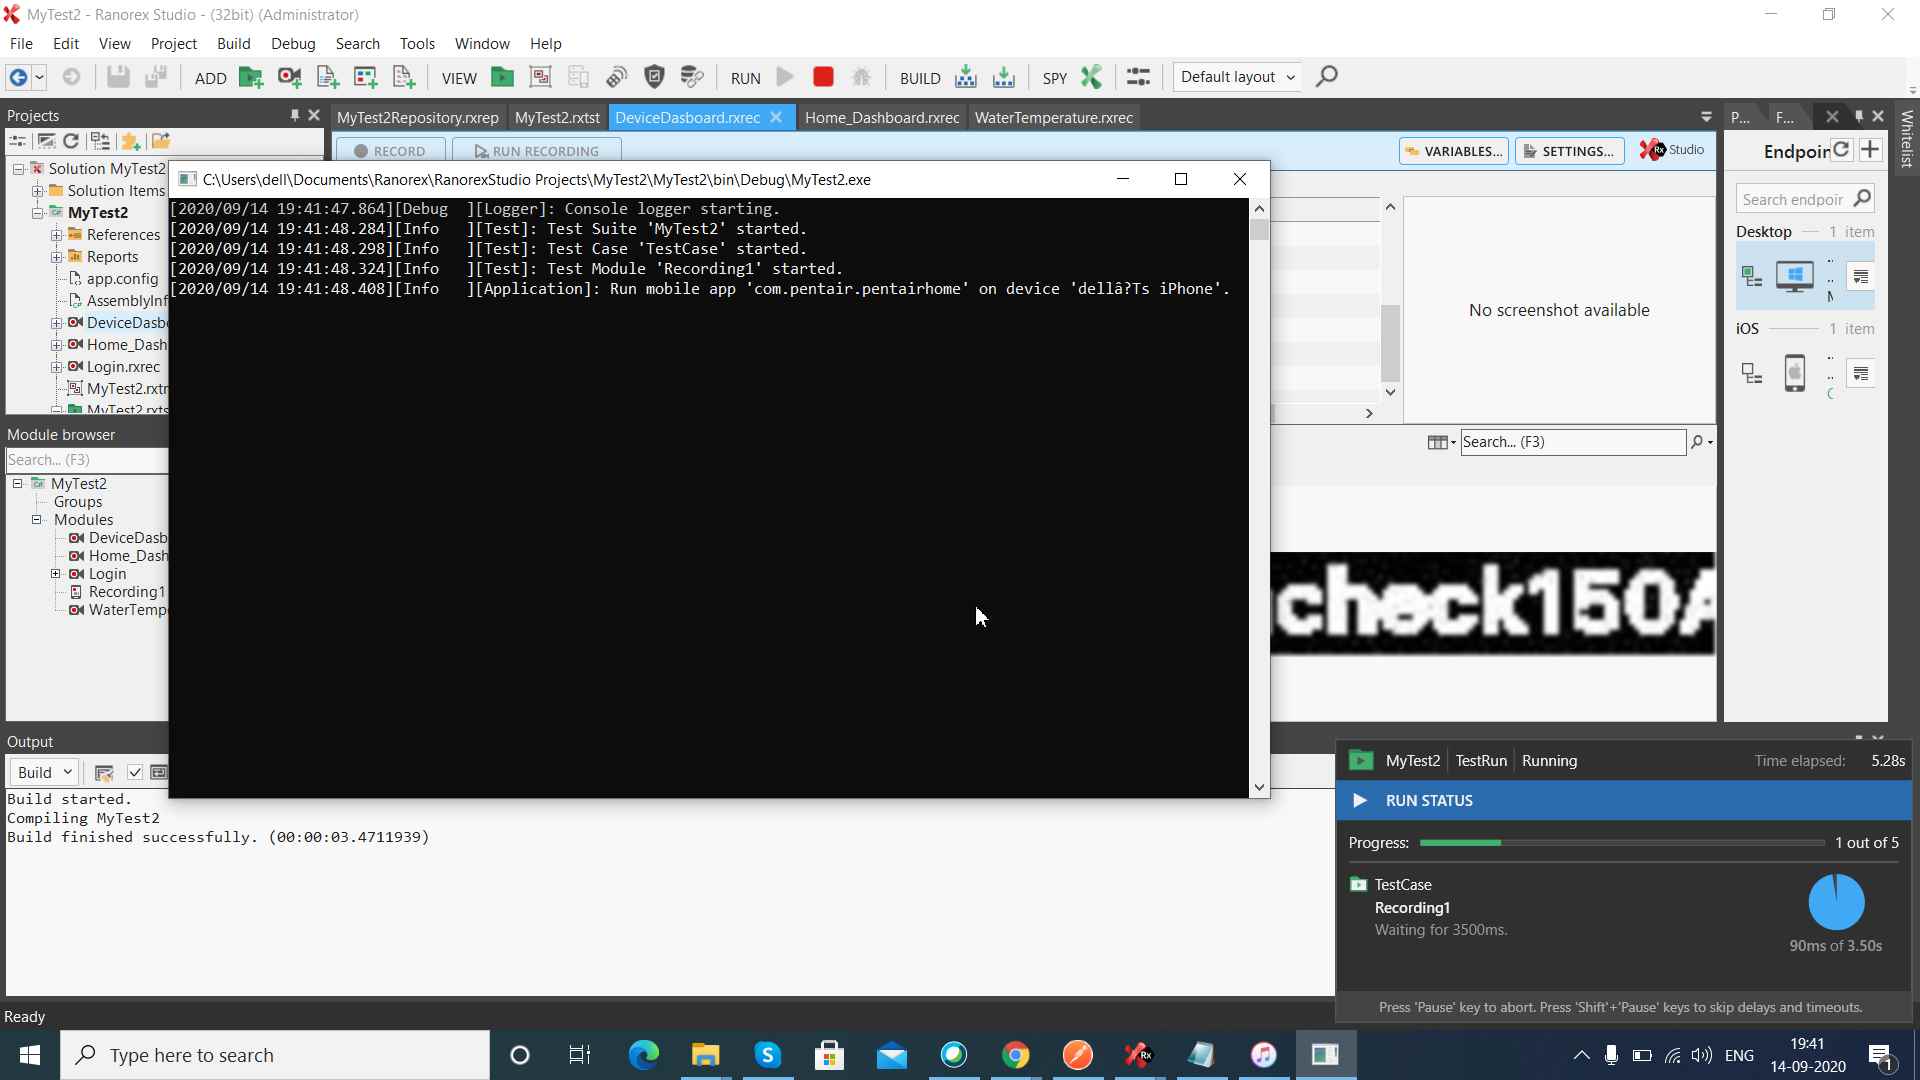 MyTest2 - Ranorex Studio - (32bit) (Administrator)
File Edit View Project Build Debug Search Tools Window Help
ADD VIEW RUN BUILD SPY Default layout
Projects
MyTest2Repository.rxrep MyTest2.rxtst DeviceDasboard.rxrec Home_Dashboard.rxrec WaterTemperature.rxrec
P... F...
Whitelist
RECORD RUN RECORDING VARIABLES... SETTINGS... Rx Studio
Solution MyTest2
Solution Items
MyTest2
References
Reports
app.config
AssemblyInf
DeviceDasb
Home_Dash
Login.rxrec
MyTest2.rxtr
MyTest2.rxts
C:\Users\dell\Documents\Ranorex\RanorexStudio Projects\MyTest2\MyTest2\bin\Debug\MyTest2.exe
[2020/09/14 19:41:47.864][Debug  ][Logger]: Console logger starting.
[2020/09/14 19:41:48.284][Info   ][Test]: Test Suite 'MyTest2' started.
[2020/09/14 19:41:48.298][Info   ][Test]: Test Case 'TestCase' started.
[2020/09/14 19:41:48.324][Info   ][Test]: Test Module 'Recording1' started.
[2020/09/14 19:41:48.408][Info   ][Application]: Run mobile app 'com.pentair.pentairhome' on device 'dellâ?Ts iPhone'.
No screenshot available
Endpoin
Search endpoir
Desktop 1 item
iOS 1 item
Search... (F3)
check150A
Module browser
Search... (F3)
MyTest2
Groups
Modules
DeviceDasb
Home_Dash
Login
Recording1
WaterTemp
Output
Build
Build started.
Compiling MyTest2
Build finished successfully. (00:00:03.4711939)
MyTest2 TestRun Running Time elapsed: 5.28s
RUN STATUS
Progress: 1 out of 5
TestCase
Recording1
Waiting for 3500ms.
90ms of 3.50s
Press 'Pause' key to abort. Press 'Shift'+'Pause' keys to skip delays and timeouts.
Ready
Type here to search
Rx
ENG
19:41
14-09-2020
1